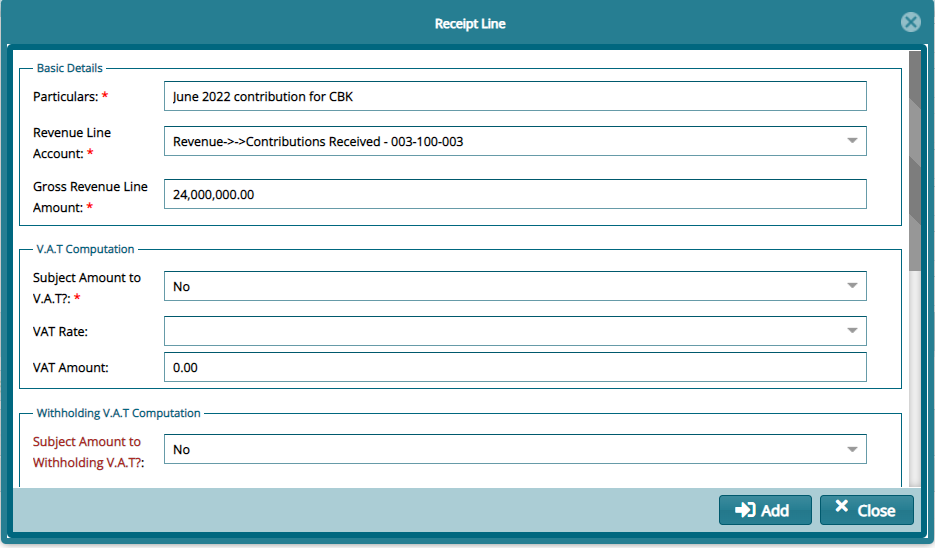 Receipt Line
Basic Details
Particulars: *
June 2022 contribution for CBK
Revenue Line
Account: *
Revenue->->Contributions Received - 003-100-003
Gross Revenue Line
Amount: *
24,000,000.00
V.A.T Computation
Subject Amount to
V.A.T?: *
No
VAT Rate:
VAT Amount:
0.00
Withholding V.A.T Computation
Subject Amount to
Withholding V.A.T?:
No
Add
Close